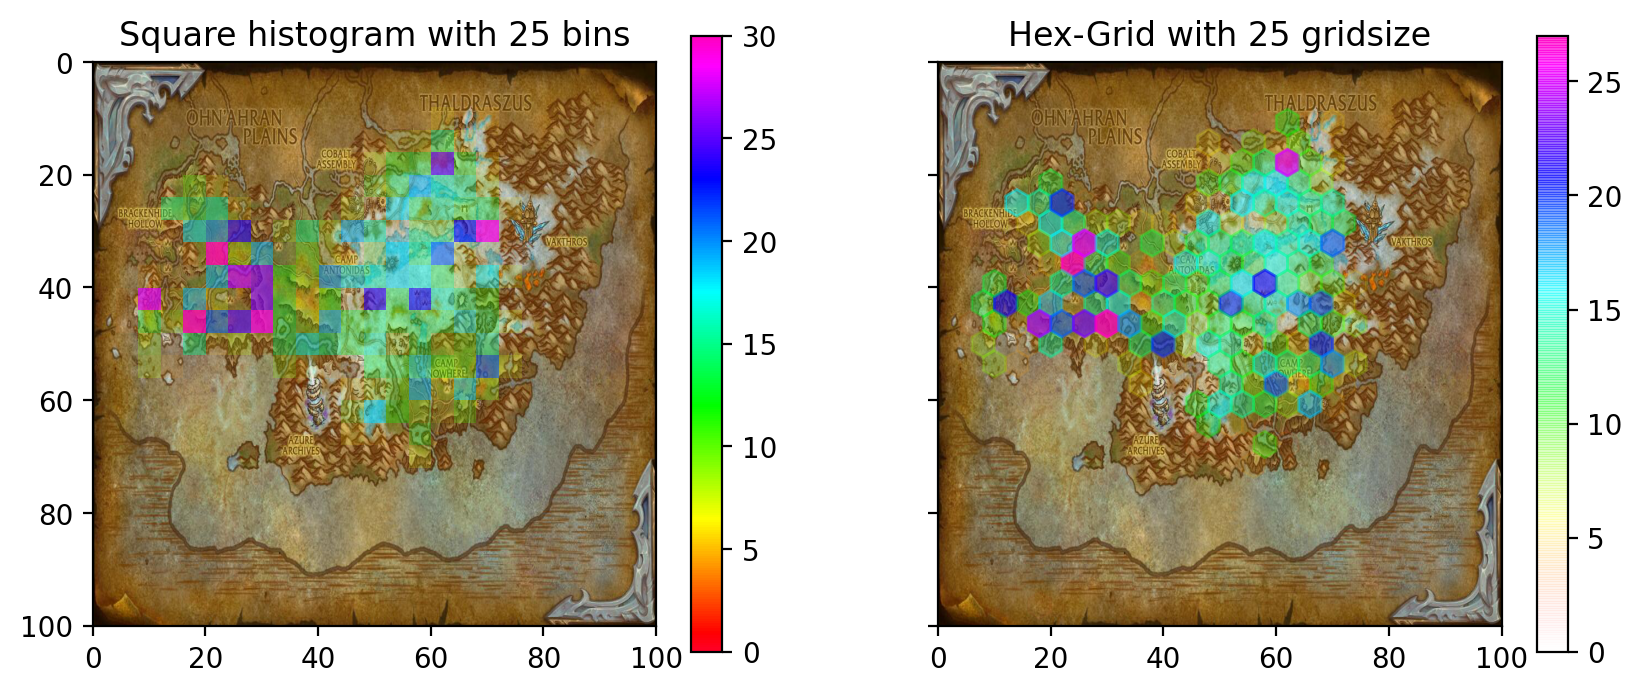 Square histogram with 25 bins
0
20
40
60
80
100
0 20 40 60 80 100
OHN'AHRAN
PLAINS
THALDRASZUS
COBALT
ASSEMBLY
BRACKENHIDE
HOLLOW
VAKTHROS
CAMP
ANTONIDAS
CAMP
NOWHERE
AZURE
ARCHIVES
30
25
20
15
10
5
0
Hex-Grid with 25 gridsize
0 20 40 60 80 100
OHN'AHRAN
PLAINS
THALDRASZUS
COBALT
ASSEMBLY
BRACKENHIDE
HOLLOW
VAKTHROS
CAMP
ANTONIDAS
CAMP
NOWHERE
AZURE
ARCHIVES
25
20
15
10
5
0